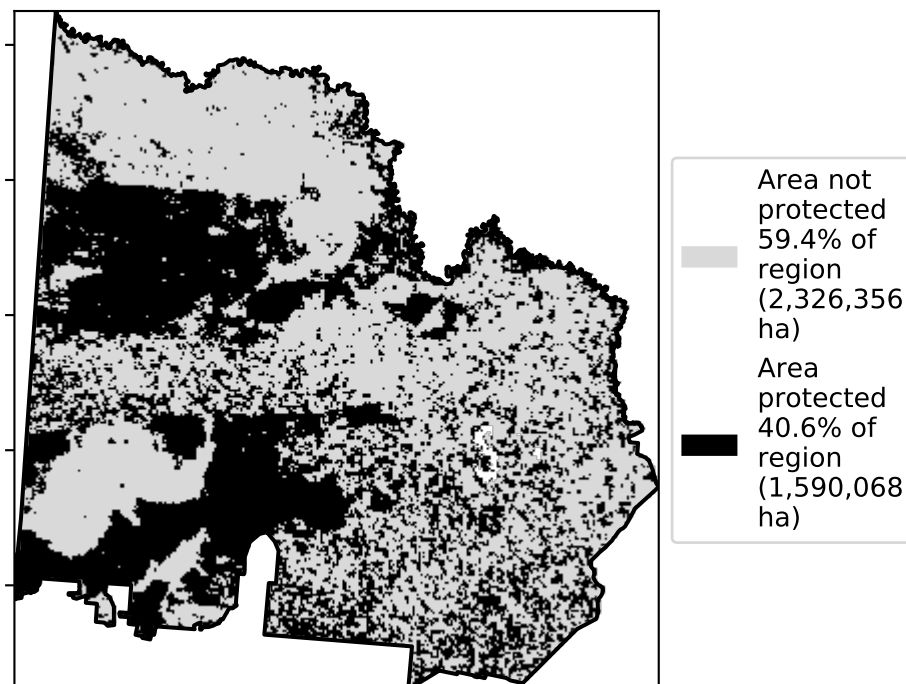 Area not
protected
59.4% of
region
(2,326,356
ha)
Area
protected
40.6% of
region
(1,590,068
ha)